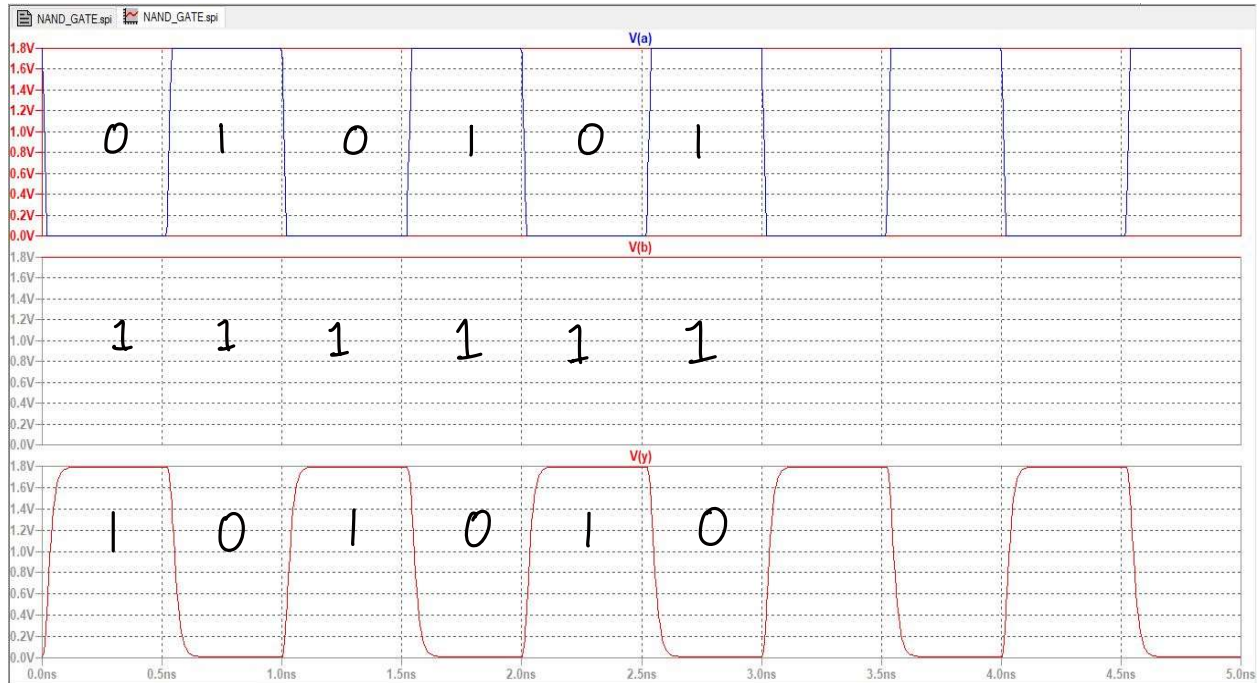 NAND_GATE.spi NAND_GATE.spi
V(a)
1.8V
1.6V
1.4V
1.2V
1.0V
0.8V
0.6V
0.4V
0.2V
0.0V
0 1 0 1 0 1
V(b)
1.8V
1.6V
1.4V
1.2V
1.0V
0.8V
0.6V
0.4V
0.2V
0.0V
1 1 1 1 1 1
V(y)
1.8V
1.6V
1.4V
1.2V
1.0V
0.8V
0.6V
0.4V
0.2V
0.0V
1 0 1 0 1 0
0.0ns 0.5ns 1.0ns 1.5ns 2.0ns 2.5ns 3.0ns 3.5ns 4.0ns 4.5ns 5.0ns